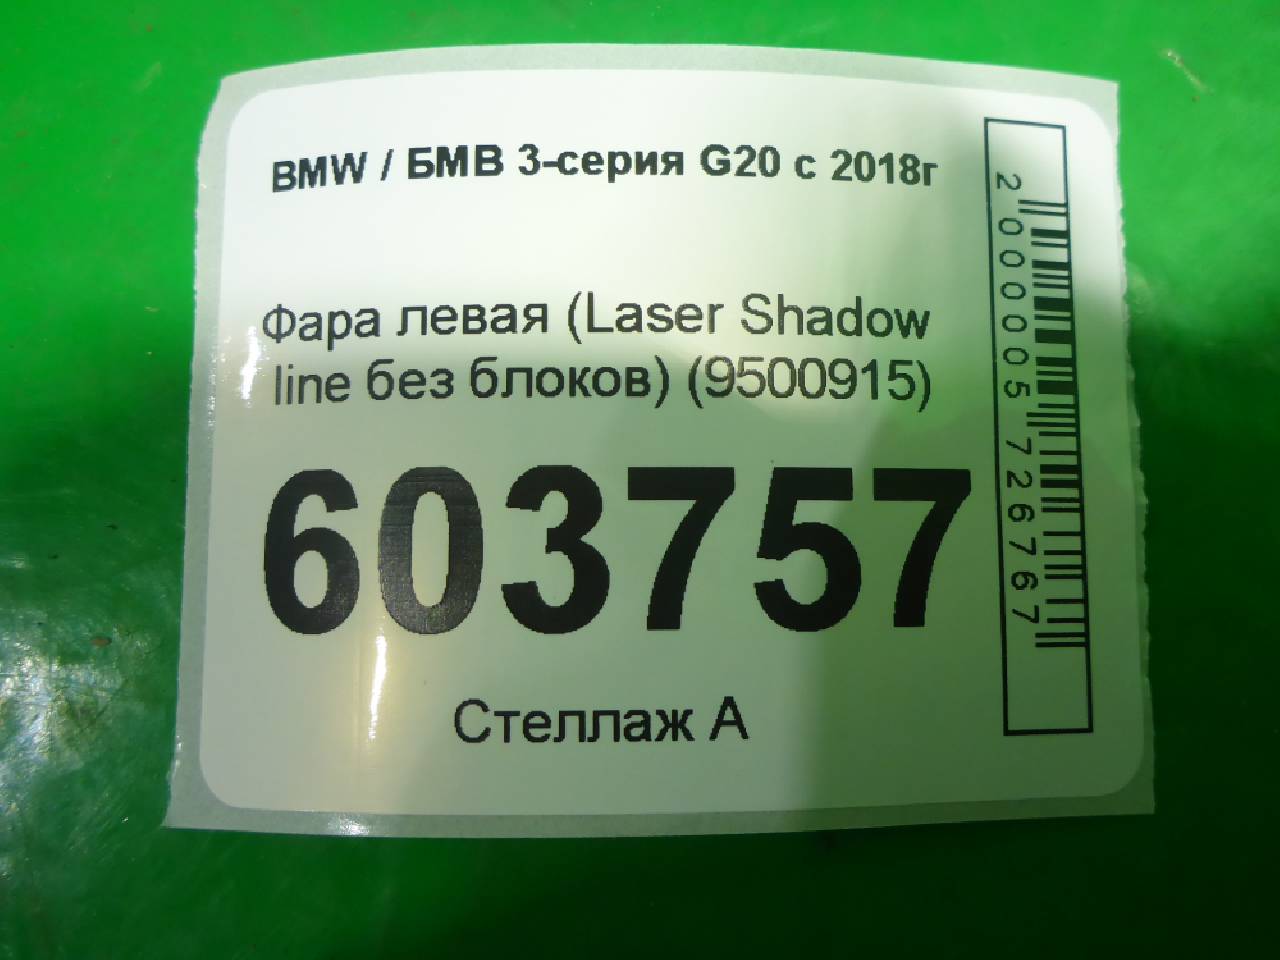 BMW / БМВ 3-серия G20 с 2018г
Фара левая (Laser Shadow
line без блоков) (9500915)
603757
Стеллаж А
2000005726767